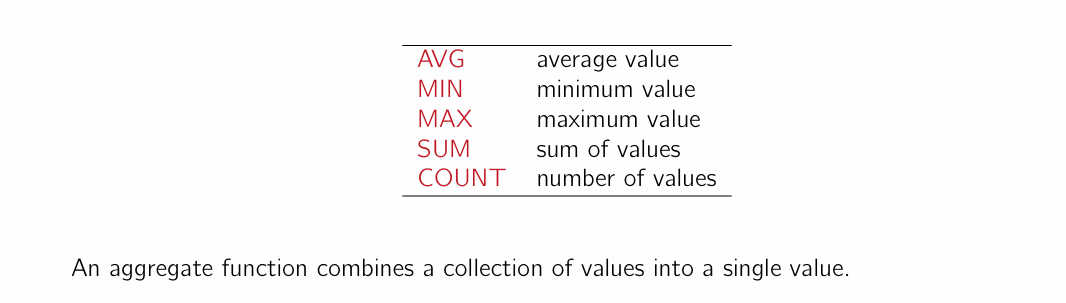 AVG average value
MIN minimum value
MAX maximum value
SUM sum of values
COUNT number of values
An aggregate function combines a collection of values into a single value.